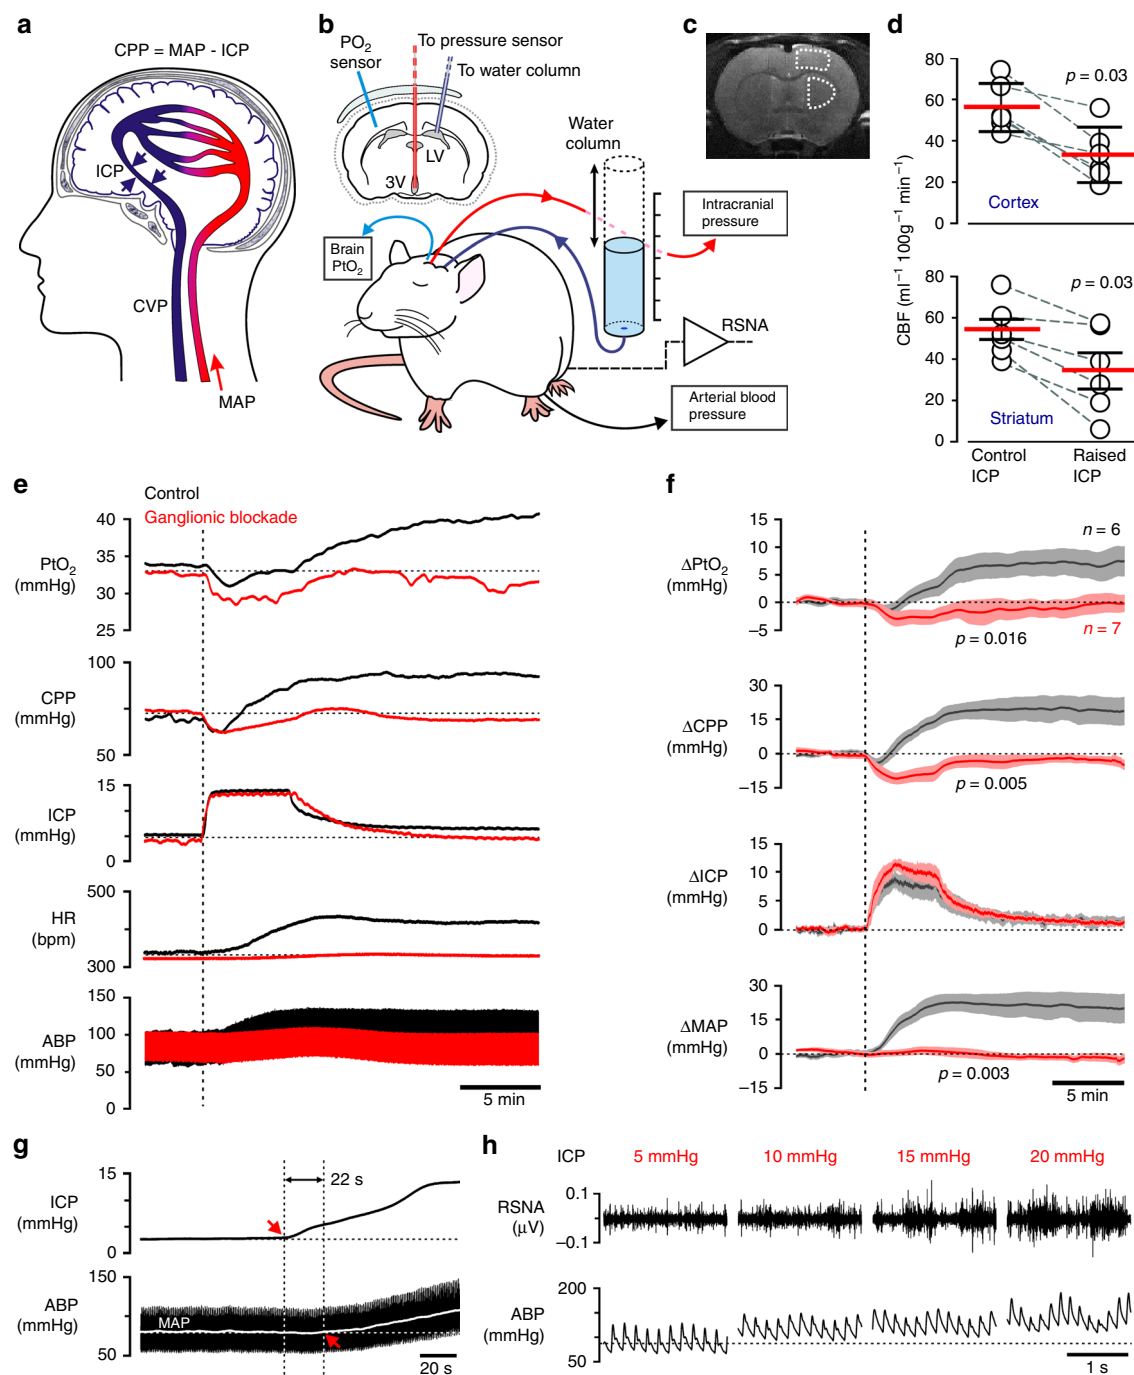 a
CPP = MAP - ICP
ICP
CVP
MAP
b
PO2
sensor
To pressure sensor
To water column
LV
3V
Water
column
Brain
PtO2
Intracranial
pressure
RSNA
Arterial blood
pressure
c
d
CBF (ml−1 100g−1 min−1)
80
60
40
20
0
p = 0.03
Cortex
80
60
40
20
0
p = 0.03
Striatum
Control
ICP
Raised
ICP
e
Control
Ganglionic blockade
PtO2
(mmHg)
40
35
30
25
CPP
(mmHg)
100
50
ICP
(mmHg)
15
0
HR
(bpm)
500
300
ABP
(mmHg)
150
100
50
0
5 min
f
ΔPtO2
(mmHg)
15
10
5
0
−5
n = 6
n = 7
p = 0.016
ΔCPP
(mmHg)
30
15
0
−15
p = 0.005
ΔICP
(mmHg)
15
10
5
0
ΔMAP
(mmHg)
30
15
0
−15
p = 0.003
5 min
g
ICP
(mmHg)
15
0
22 s
ABP
(mmHg)
150
50
MAP
20 s
h
ICP
5 mmHg
10 mmHg
15 mmHg
20 mmHg
RSNA
(μV)
0.1
−0.1
ABP
(mmHg)
200
50
1 s